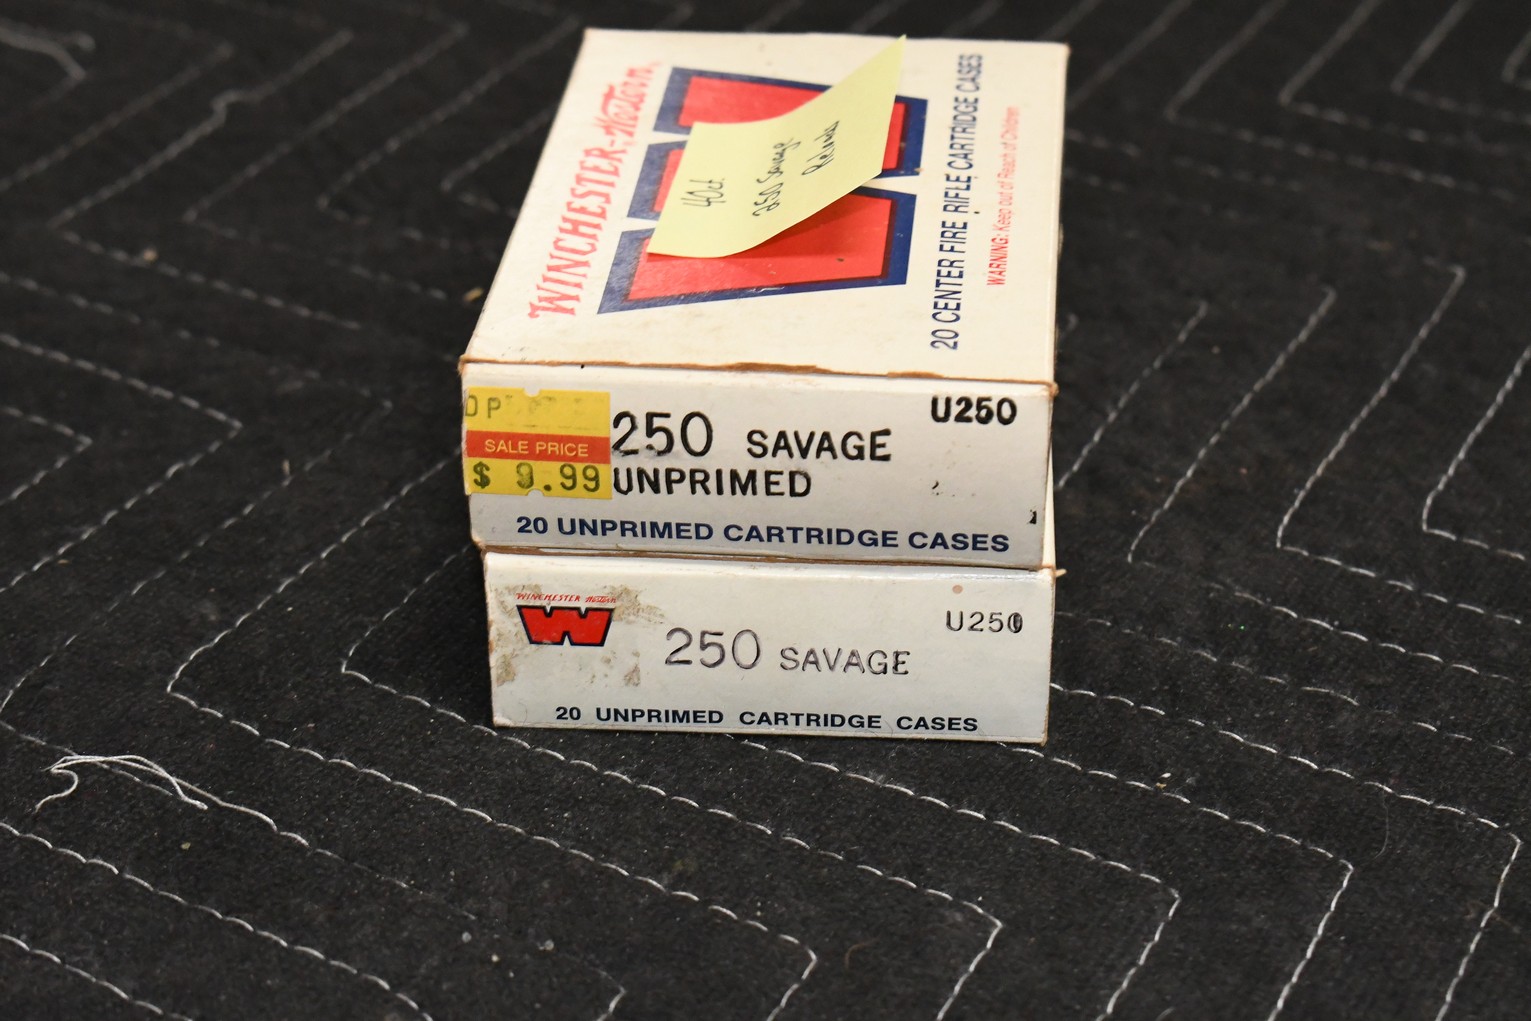 WINCHESTER-Western
40ct.
250 Savage
20 CENTER FIRE RIFLE CARTRIDGE CASES
WARNING: Keep out of Reach of Children
OP
SALE PRICE
$ 9.99
250 SAVAGE
U250
UNPRIMED
20 UNPRIMED CARTRIDGE CASES
WINCHESTER Western
W
250 SAVAGE
U250
20 UNPRIMED CARTRIDGE CASES